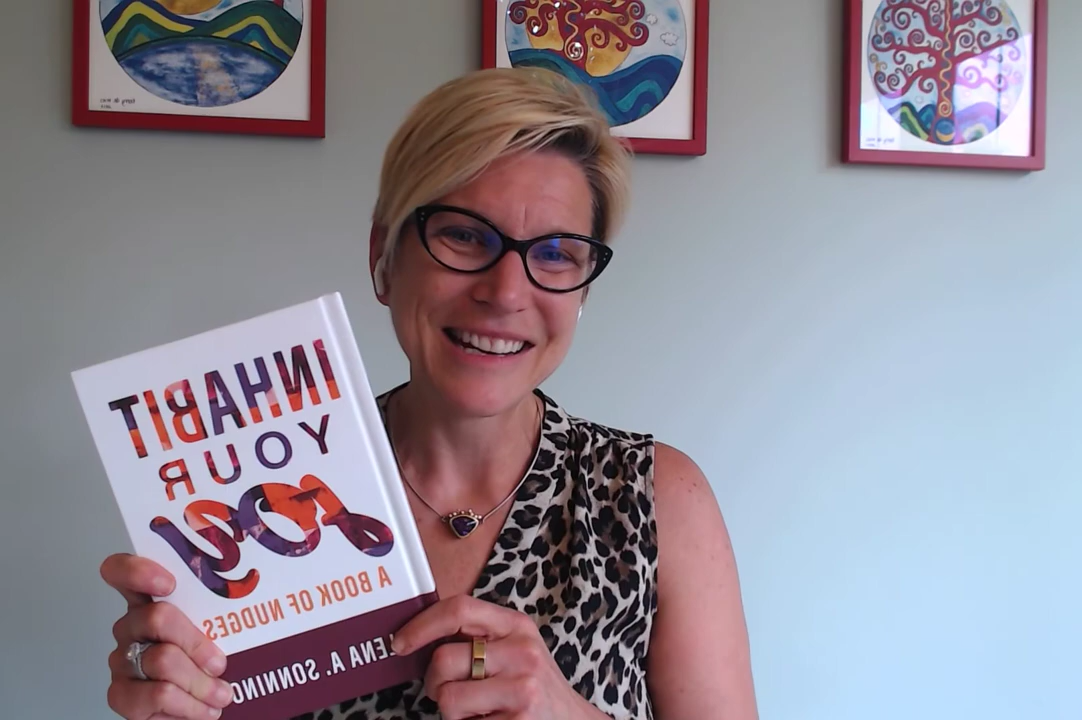 INHABIT
YOUR
joy
A BOOK OF NUDGES
LENA A. SONNINO